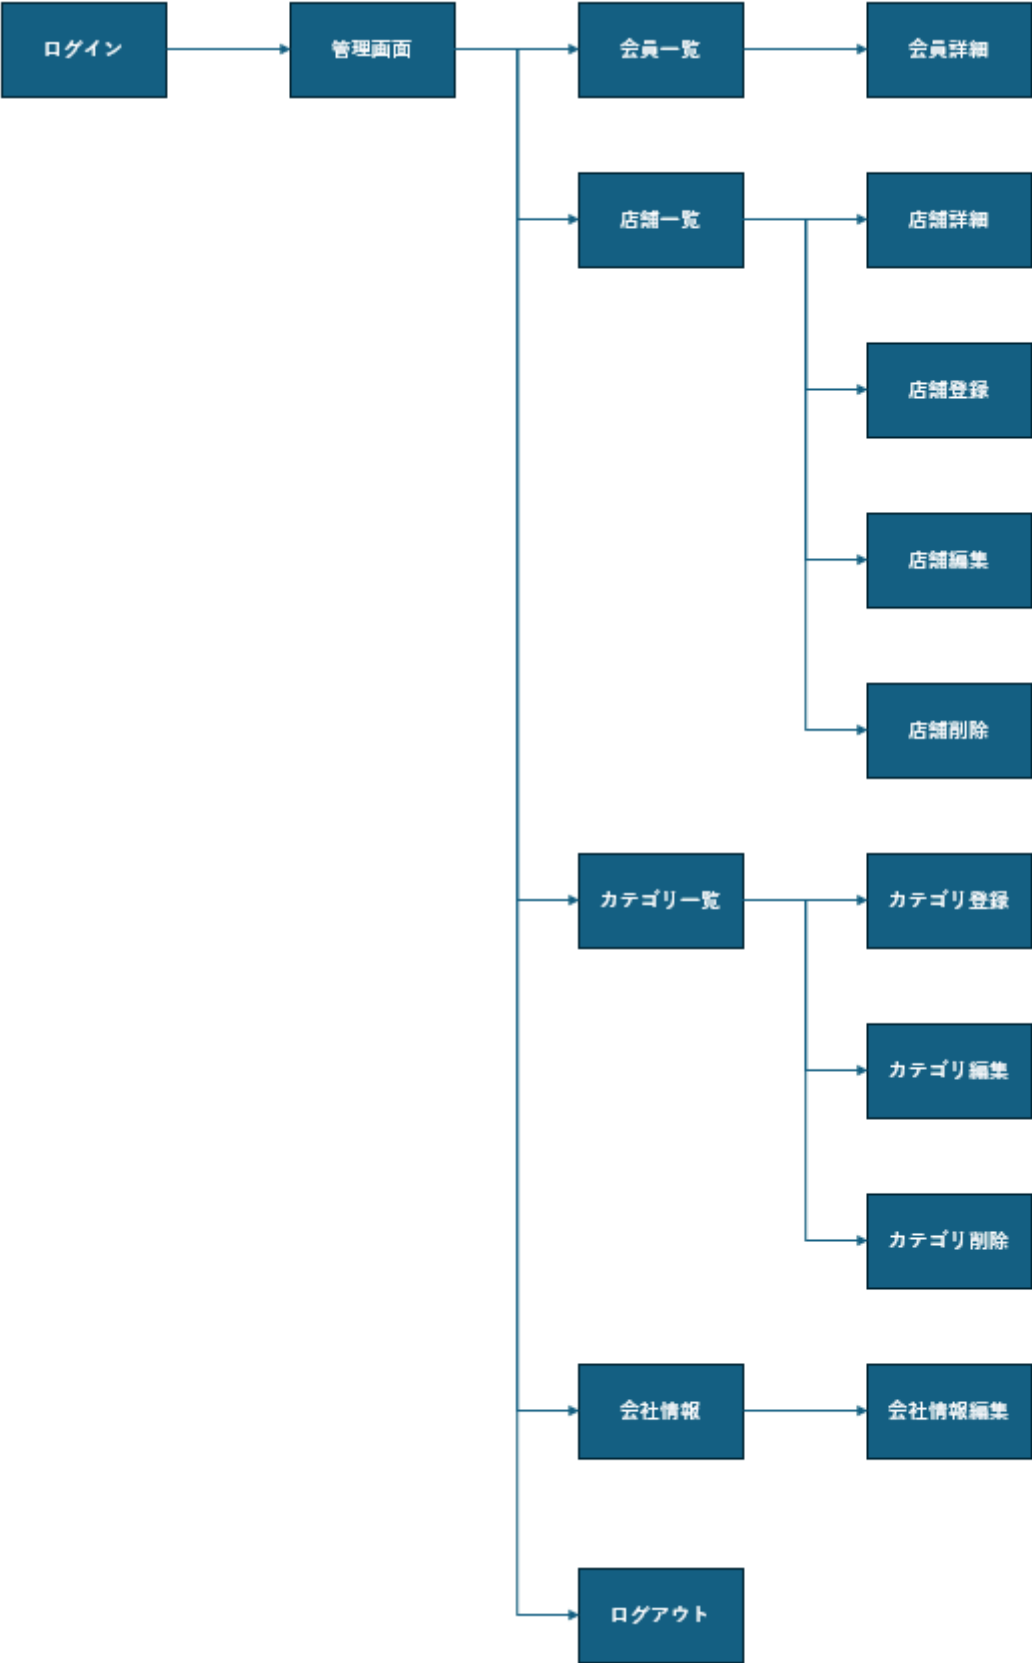 ログイン
管理画面
会員一覧
会員詳細
店舗一覧
店舗詳細
店舗登録
店舗編集
店舗削除
カテゴリ一覧
カテゴリ登録
カテゴリ編集
カテゴリ削除
会社情報
会社情報編集
ログアウト